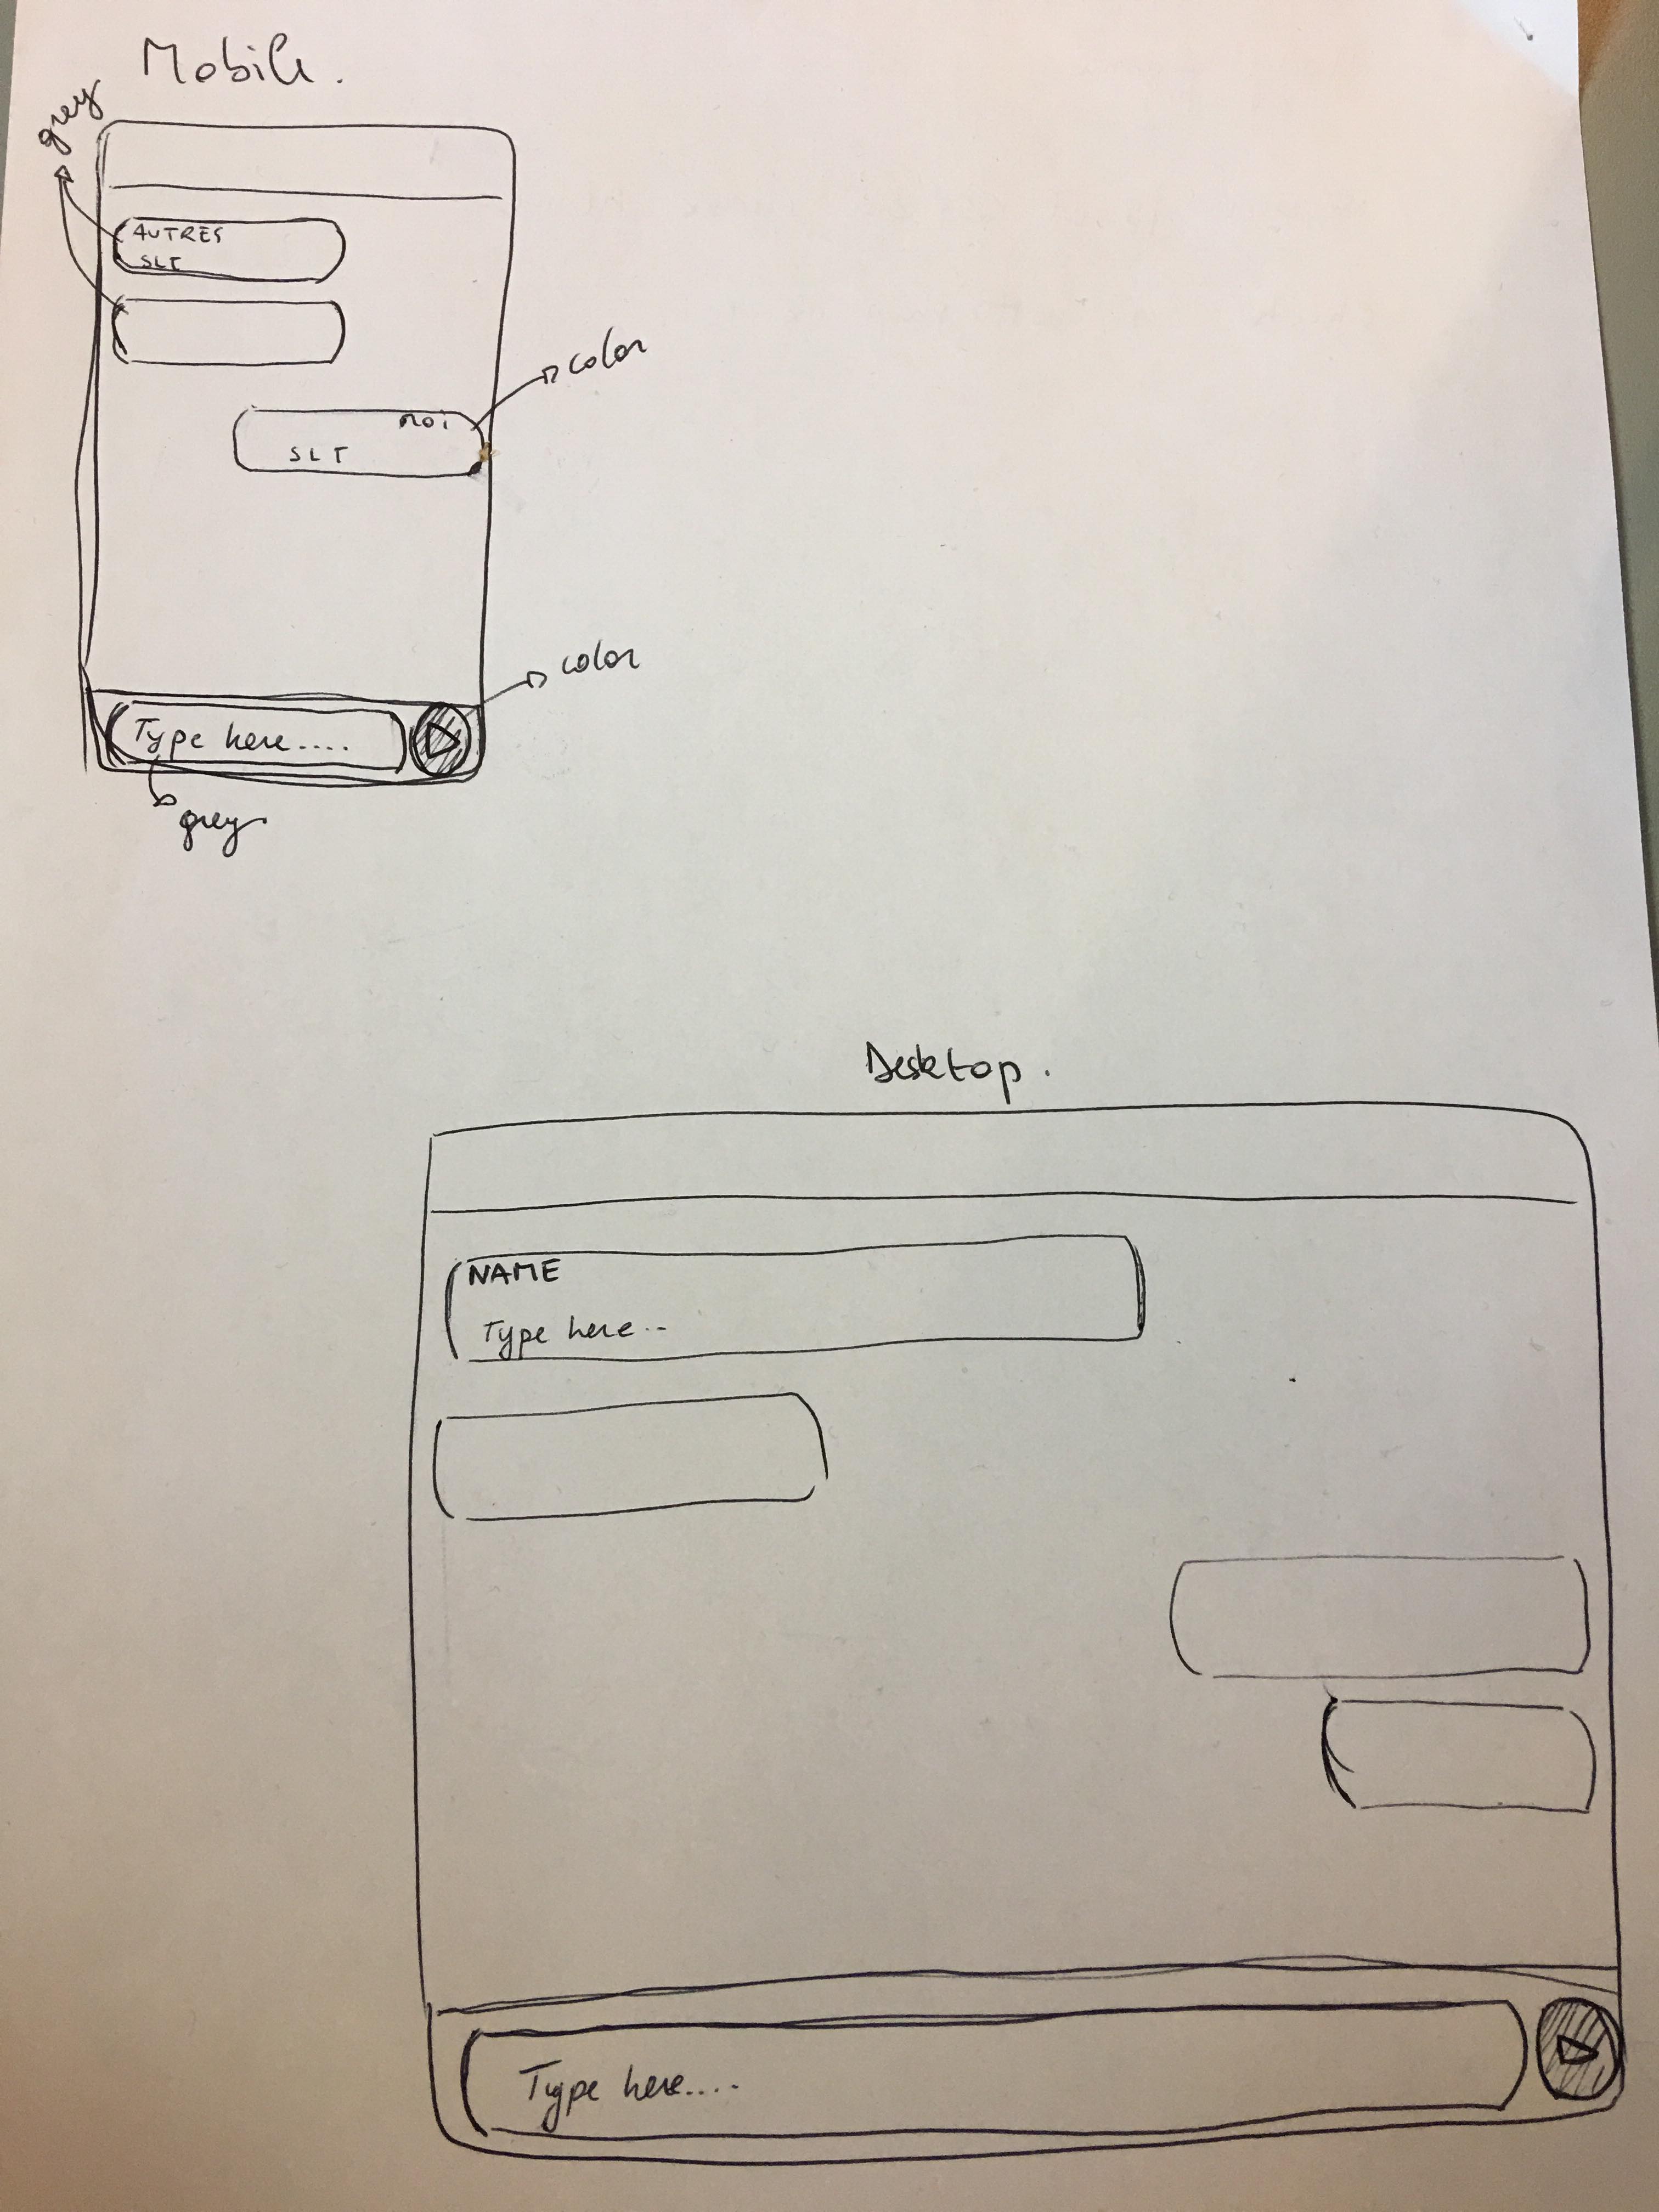 Mobile.
grey
AUTRES
SLT
color
moi
SLT
color
Type here....
grey
Desktop.
NAME
Type here..
Type here....